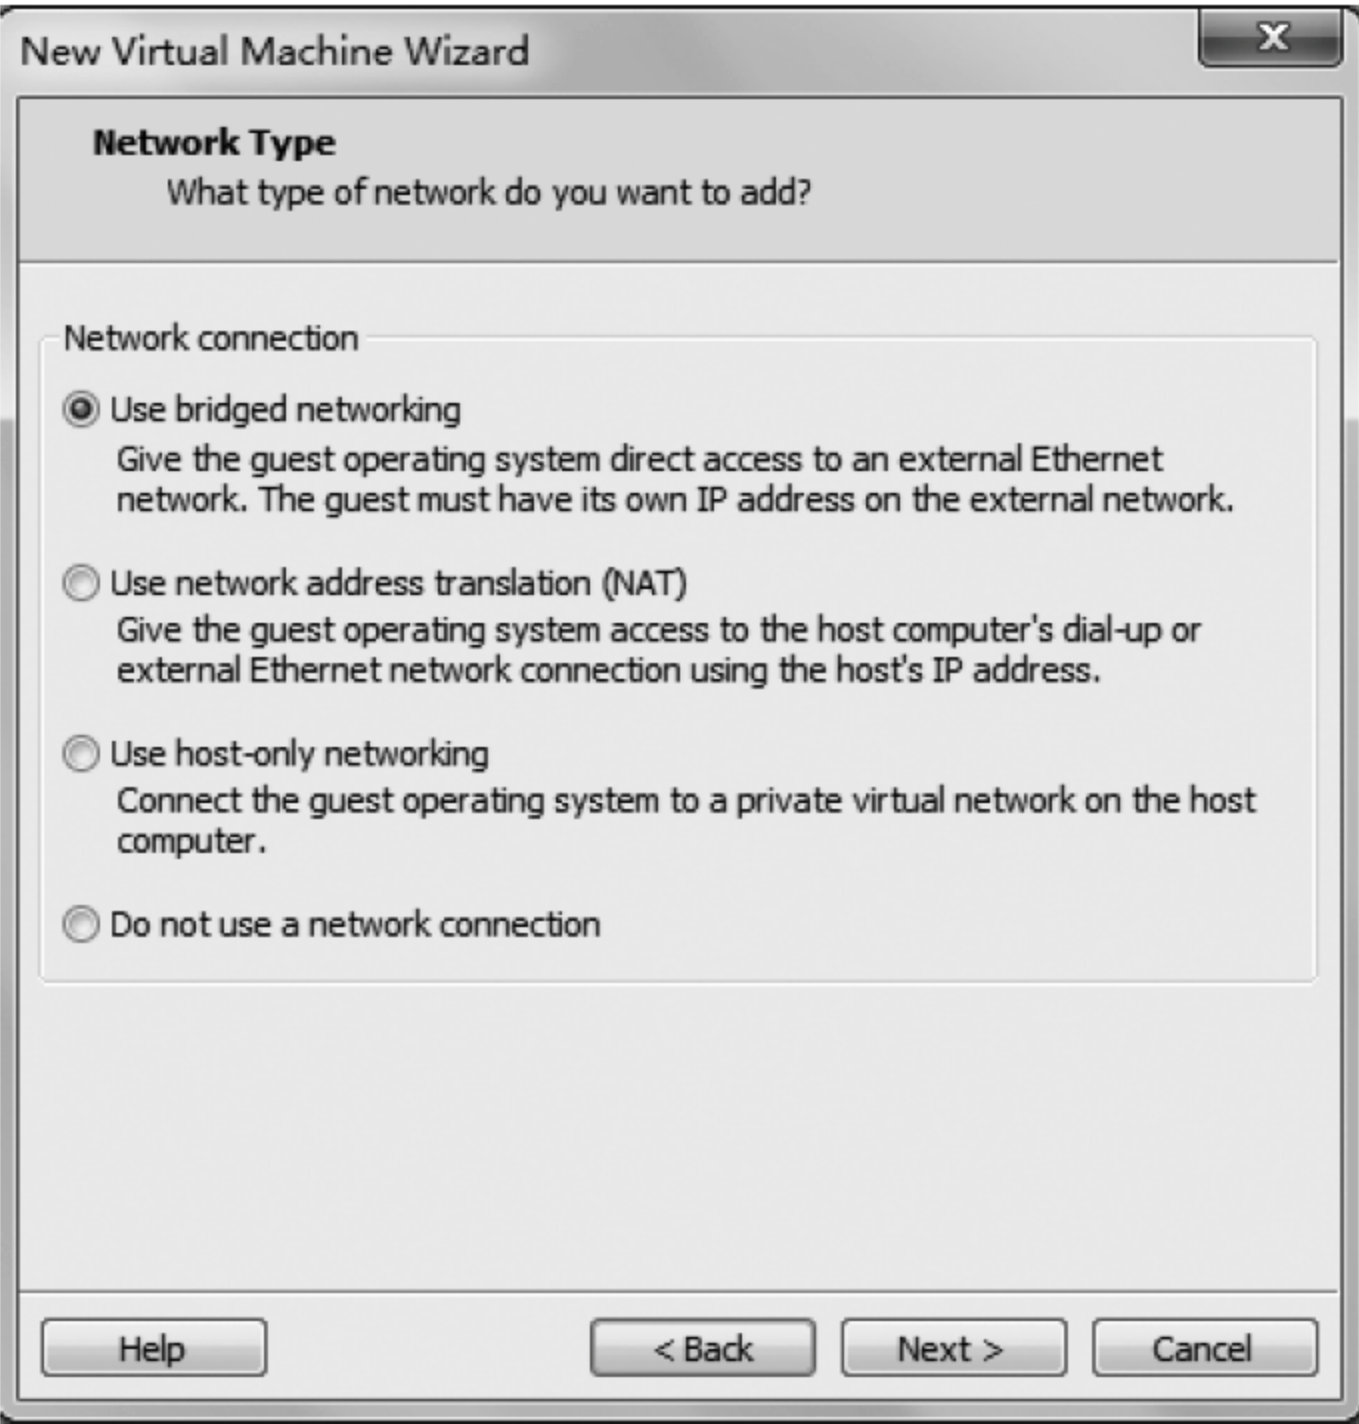 New Virtual Machine Wizard
Network Type
What type of network do you want to add?
Network connection
Use bridged networking
Give the guest operating system direct access to an external Ethernet
network. The guest must have its own IP address on the external network.
Use network address translation (NAT)
Give the guest operating system access to the host computer's dial-up or
external Ethernet network connection using the host's IP address.
Use host-only networking
Connect the guest operating system to a private virtual network on the host
computer.
Do not use a network connection
Help
< Back
Next >
Cancel